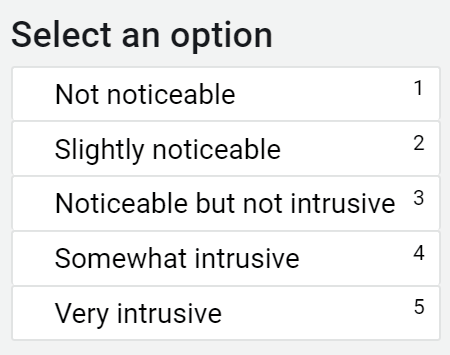 Select an option
Not noticeable 1
Slightly noticeable 2
Noticeable but not intrusive 3
Somewhat intrusive 4
Very intrusive 5